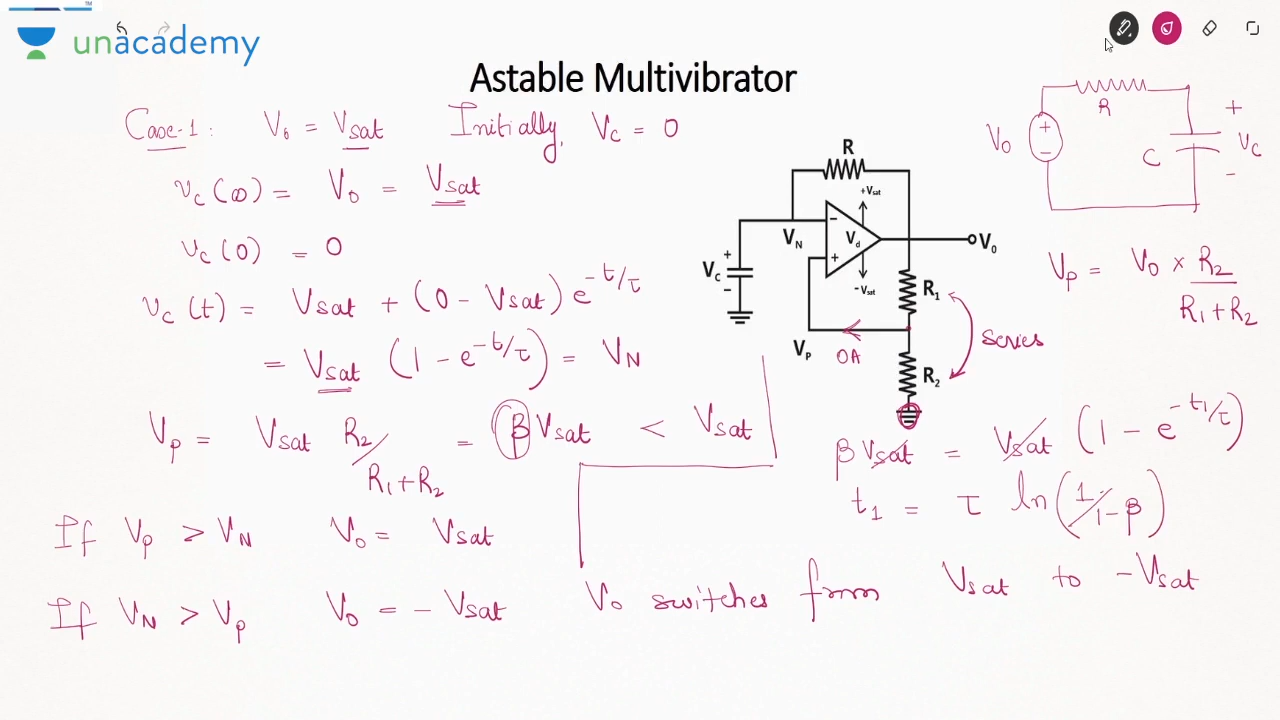 unacademy
Astable Multivibrator
Case-1: V₀ = Vsat Initially, Vc = 0
vc(∞) = V₀ = Vsat
vc(0) = 0
vc(t) = Vsat + (0 - Vsat) e^-t/τ
= Vsat (1 - e^-t/τ) = VN
Vp = Vsat R₂/R₁+R₂ = βVsat < Vsat
If Vp > VN V₀ = Vsat
If VN > Vp V₀ = - Vsat
R
+Vsat
VN
-
Vd
+
V₀
+
Vc
-
-Vsat
R₁
Vp
0A
R₂
series
R
V₀
+
-
C
+
Vc
-
Vp = V₀ × R₂/R₁+R₂
βVsat = Vsat (1 - e^-t₁/τ)
t₁ = τ ln(1/1-β)
V₀ switches from Vsat to -Vsat